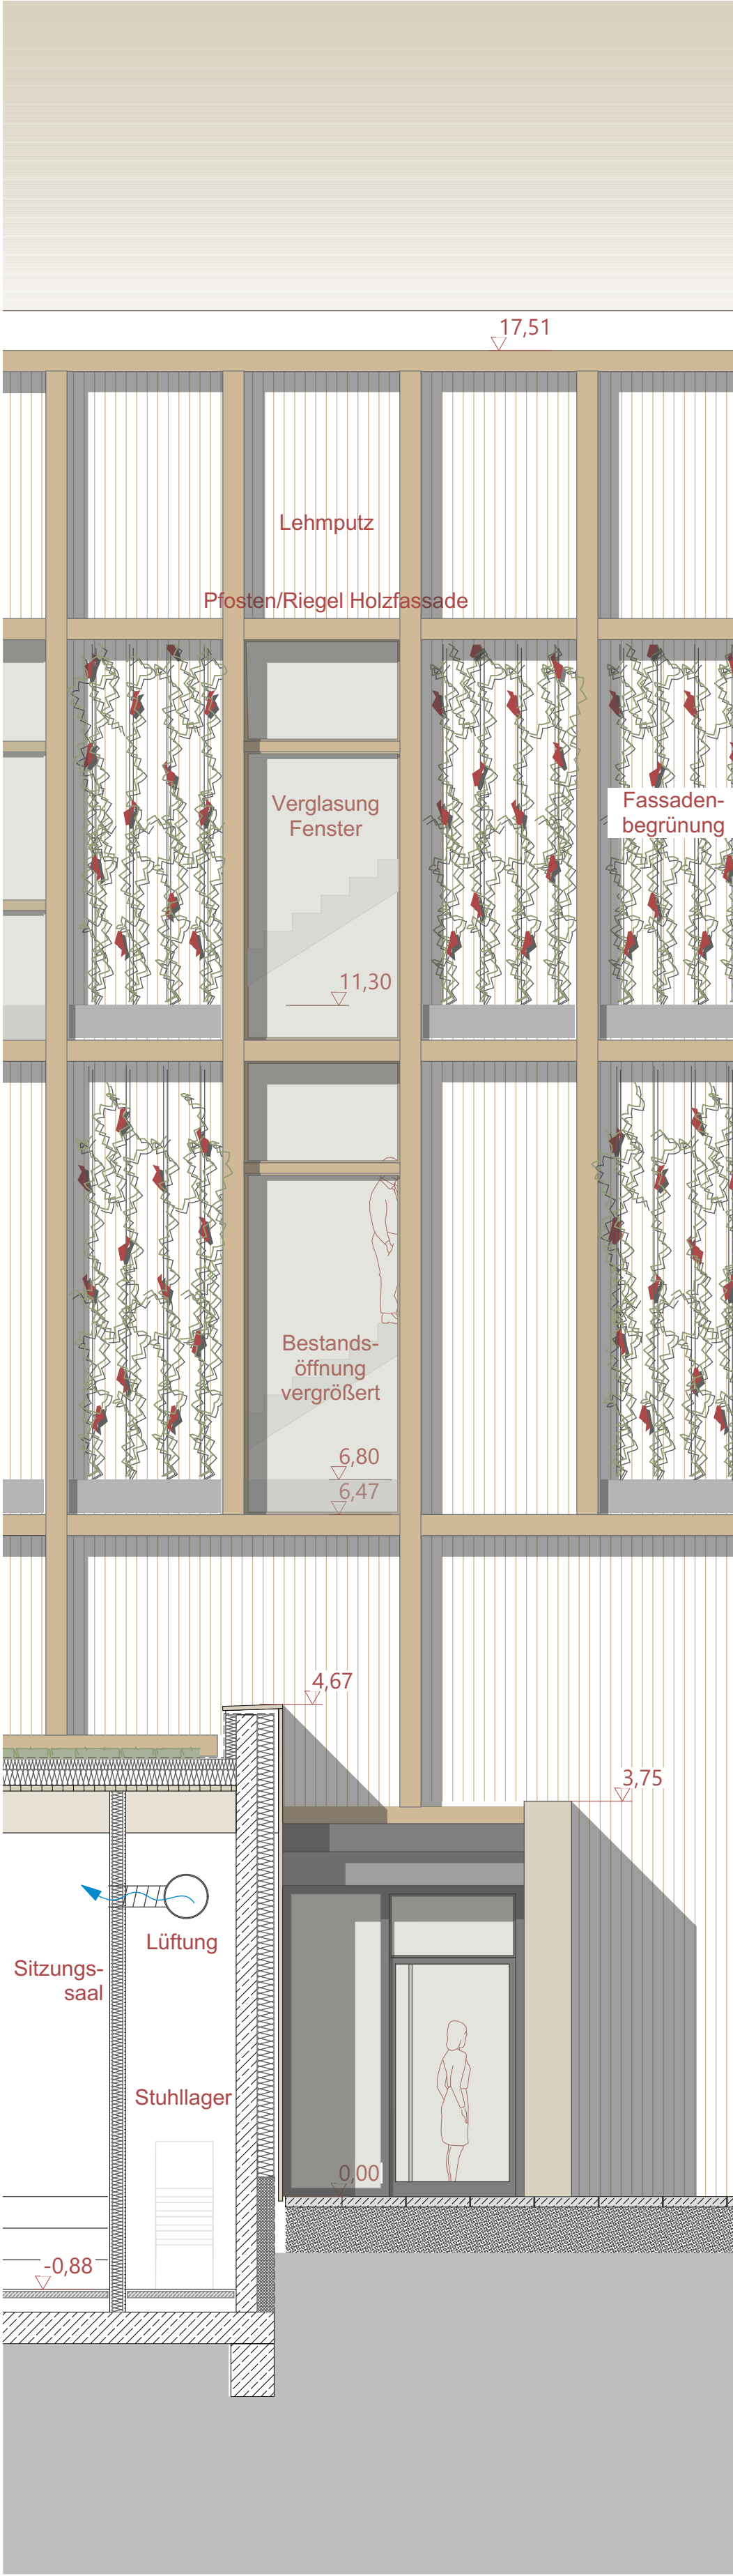 17,51
Lehmputz
Pfosten/Riegel Holzfassade
Verglasung
Fenster
Fassaden-
begrünung
11,30
Bestands-
öffnung
vergrößert
6,80
6,47
4,67
3,75
Lüftung
Sitzungs-
saal
Stuhllager
0,00
-0,88